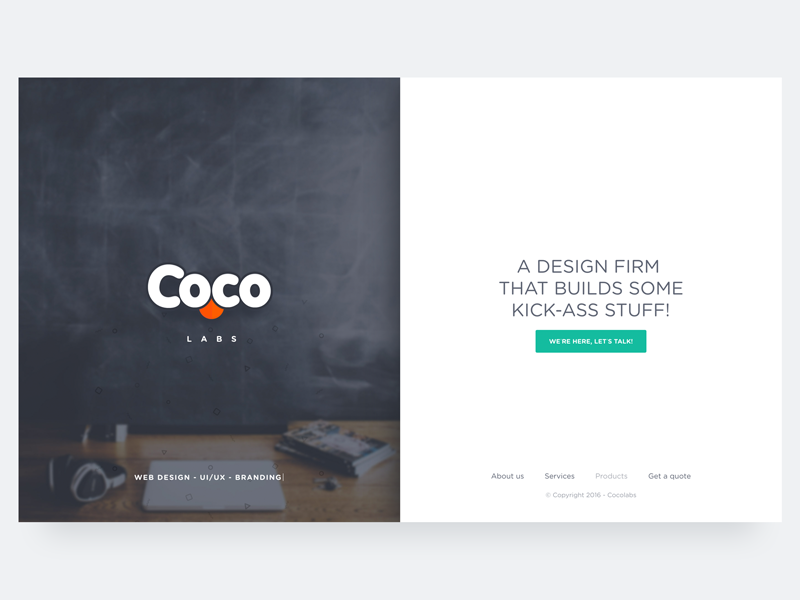 Coco
LABS
WEB DESIGN - UI/UX - BRANDING
A DESIGN FIRM
THAT BUILDS SOME
KICK-ASS STUFF!
WE'RE HERE, LET'S TALK!
About us Services Products Get a quote
© Copyright 2016 - Cocolabs